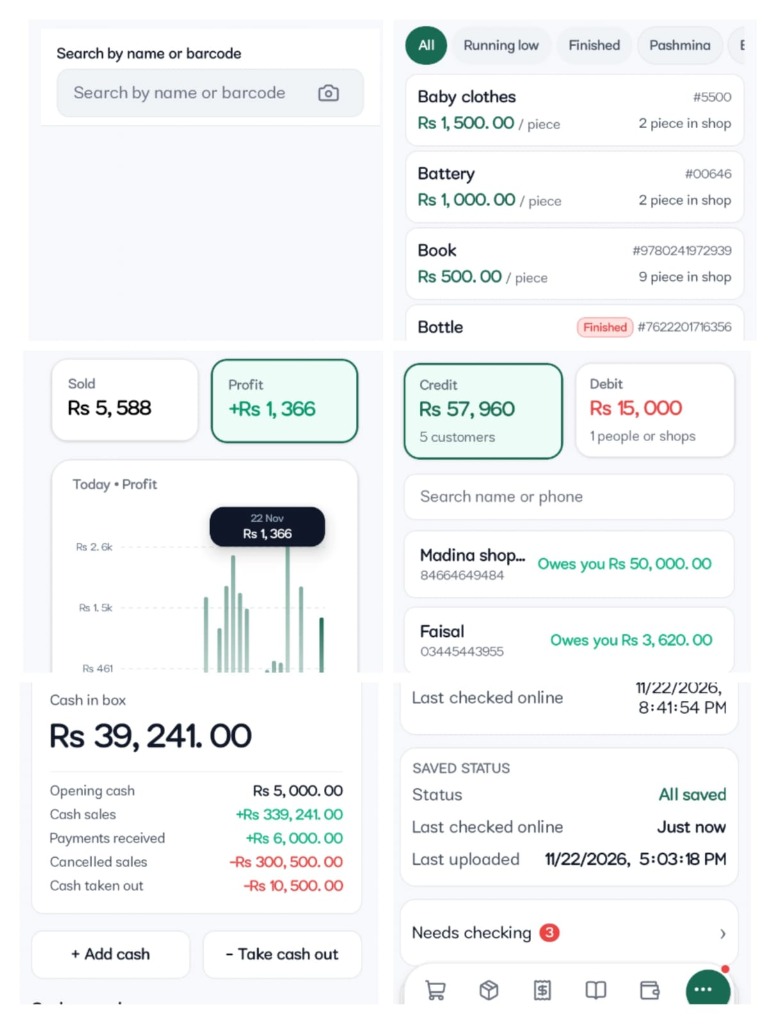 Search by name or barcode
Search by name or barcode
All Running low Finished Pashmina
Baby clothes #5500
Rs 1,500.00 / piece 2 piece in shop
Battery #00646
Rs 1,000.00 / piece 2 piece in shop
Book #9780241972939
Rs 500.00 / piece 9 piece in shop
Bottle Finished #7622201716356
Sold
Rs 5,588
Profit
+Rs 1,366
Today • Profit
22 Nov
Rs 1,366
Rs 2.6k
Rs 1.5k
Rs 461
Credit
Rs 57,960
5 customers
Debit
Rs 15,000
1 people or shops
Search name or phone
Madina shop... Owes you Rs 50,000.00
84664649484
Faisal Owes you Rs 3,620.00
03445443955
Cash in box
Rs 39,241.00
Opening cash Rs 5,000.00
Cash sales +Rs 339,241.00
Payments received +Rs 6,000.00
Cancelled sales -Rs 300,500.00
Cash taken out -Rs 10,500.00
+ Add cash - Take cash out
Last checked online 11/22/2026,
8:41:54 PM
SAVED STATUS
Status All saved
Last checked online Just now
Last uploaded 11/22/2026, 5:03:18 PM
Needs checking 3